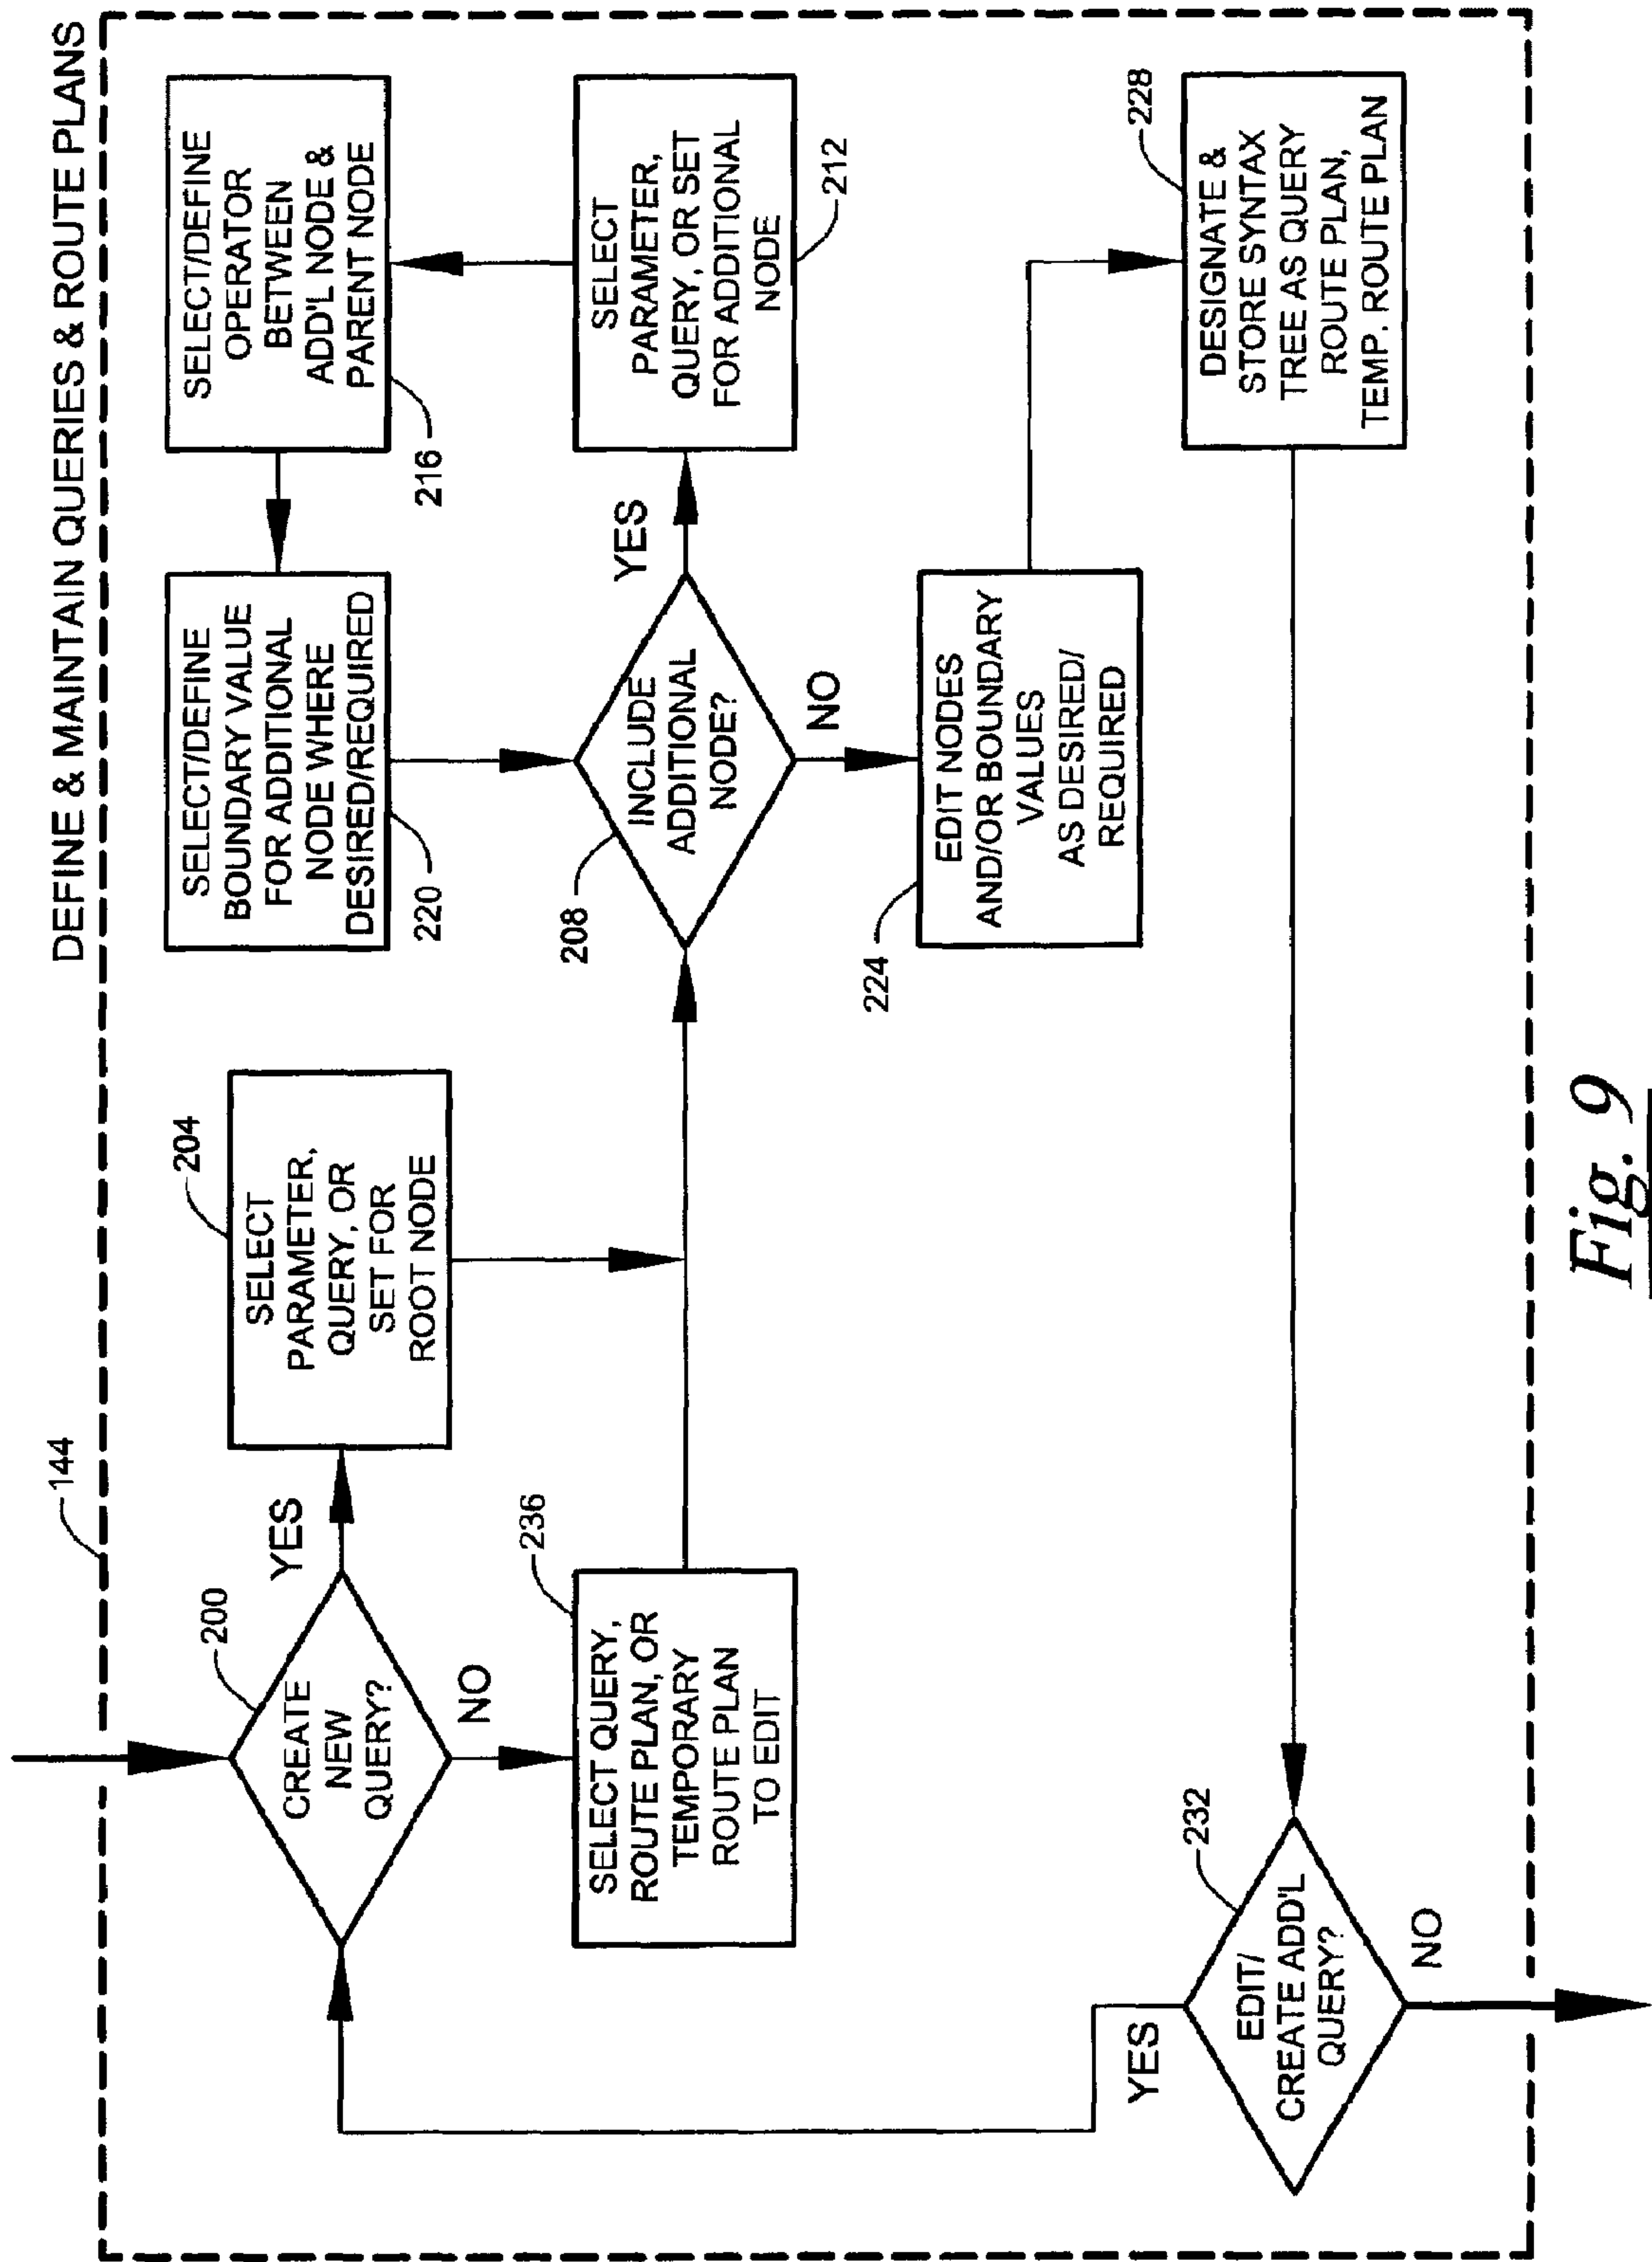 DEFINE & MAINTAIN QUERIES & ROUTE PLANS
144
CREATE
NEW
QUERY?
200
YES
NO
SELECT
PARAMETER,
QUERY, OR
SET FOR
ROOT NODE
204
SELECT QUERY,
ROUTE PLAN, OR
TEMPORARY
ROUTE PLAN
TO EDIT
236
SELECT/DEFINE
BOUNDARY VALUE
FOR ADDITIONAL
NODE WHERE
DESIRED/REQUIRED
220
SELECT/DEFINE
OPERATOR
BETWEEN
ADD'L NODE &
PARENT NODE
216
INCLUDE
ADDITIONAL
NODE?
208
YES
NO
SELECT
PARAMETER,
QUERY, OR SET
FOR ADDITIONAL
NODE
212
EDIT NODES
AND/OR BOUNDARY
VALUES
AS DESIRED/
REQUIRED
224
DESIGNATE &
STORE SYNTAX
TREE AS QUERY
ROUTE PLAN,
TEMP. ROUTE PLAN
228
EDIT/
CREATE ADD'L
QUERY?
232
YES
NO
Fig. 9